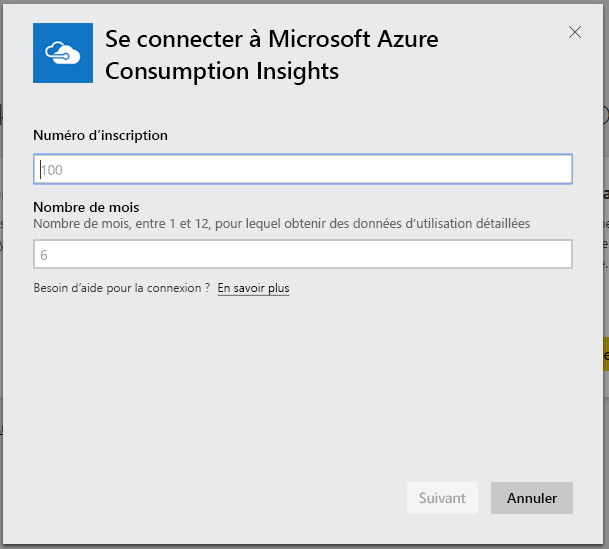 Se connecter à Microsoft Azure
Consumption Insights
Numéro d’inscription
100
Nombre de mois
Nombre de mois, entre 1 et 12, pour lequel obtenir des données d’utilisation détaillées
6
Besoin d’aide pour la connexion ? En savoir plus
Suivant
Annuler